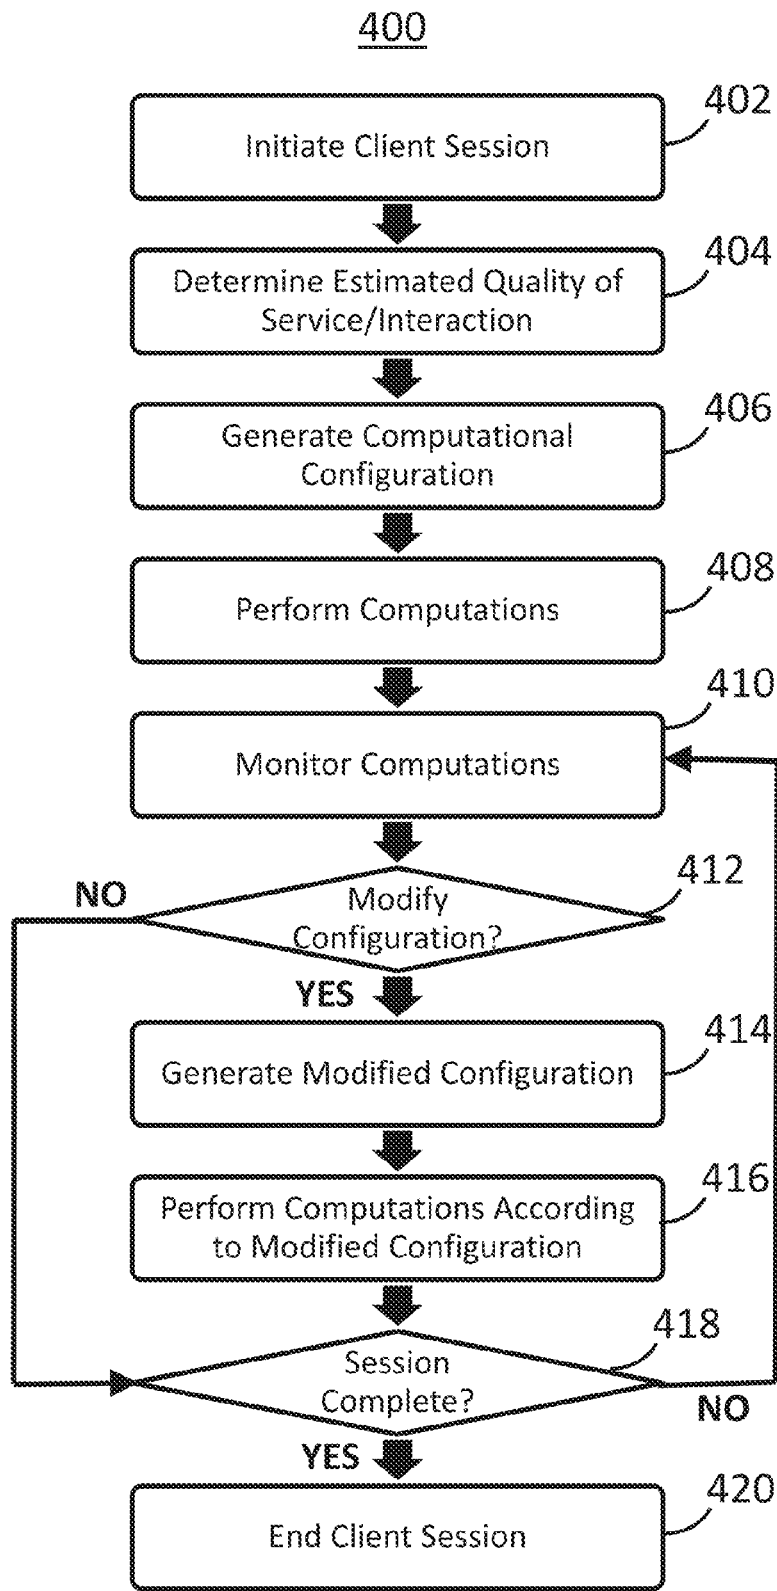 400
402
Initiate Client Session
404
Determine Estimated Quality of
Service/Interaction
406
Generate Computational
Configuration
408
Perform Computations
410
Monitor Computations
412
NO
Modify
Configuration?
YES
414
Generate Modified Configuration
416
Perform Computations According
to Modified Configuration
418
Session
Complete?
NO
YES
420
End Client Session